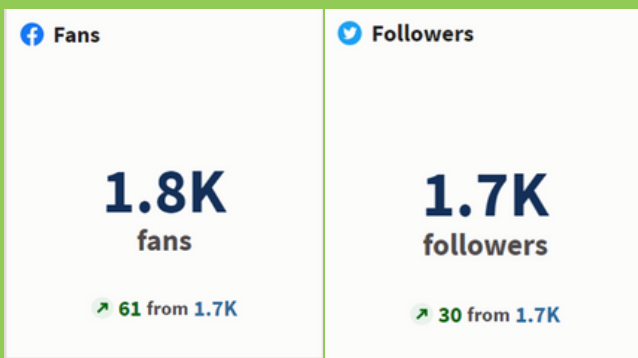 Fans
1.8K
fans
61 from 1.7K
Followers
1.7K
followers
30 from 1.7K